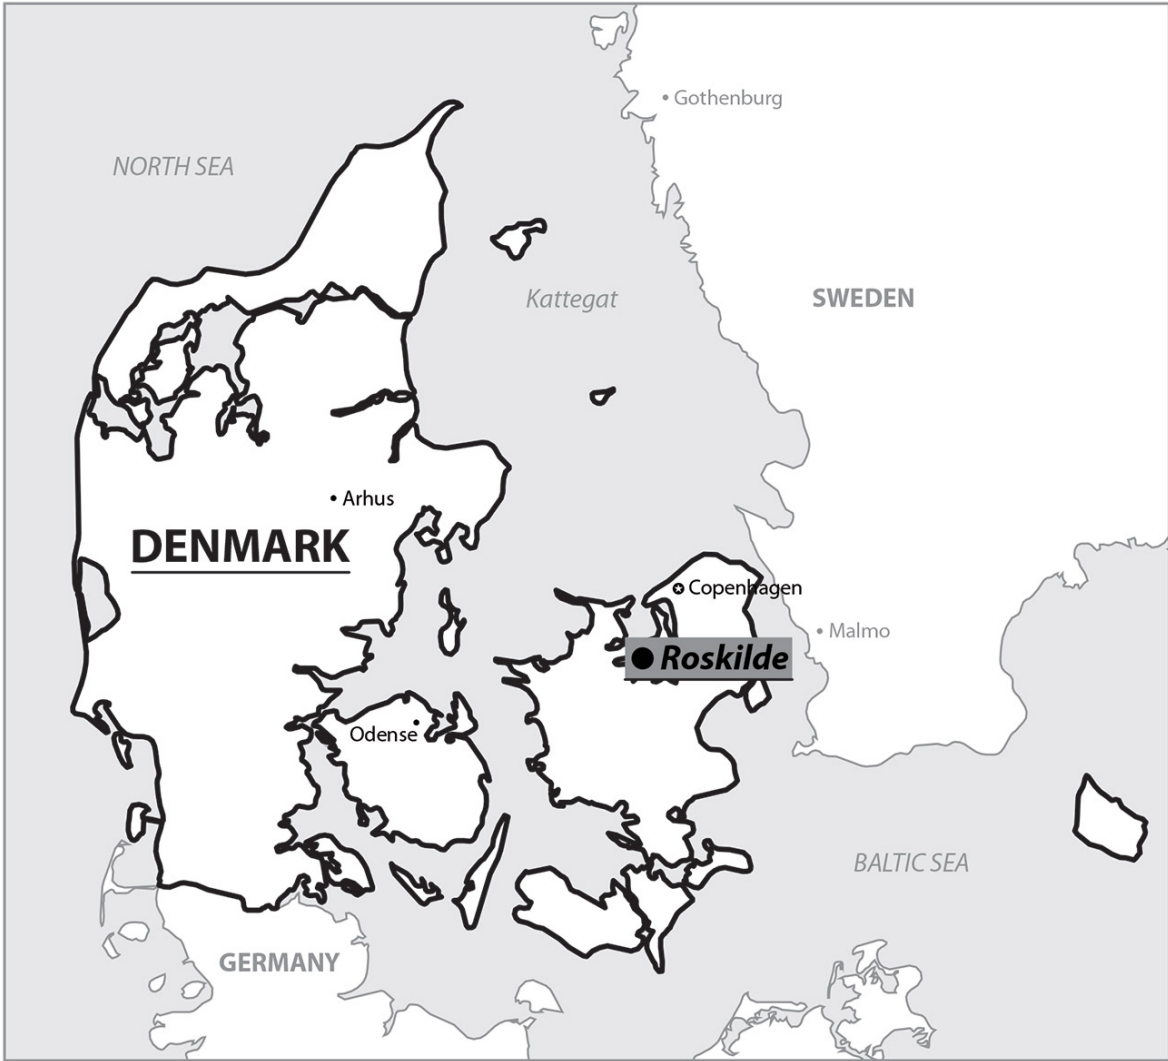 Gothenburg
NORTH SEA
Kattegat
SWEDEN
Arhus
DENMARK
Copenhagen
Malmo
Roskilde
Odense
BALTIC SEA
GERMANY